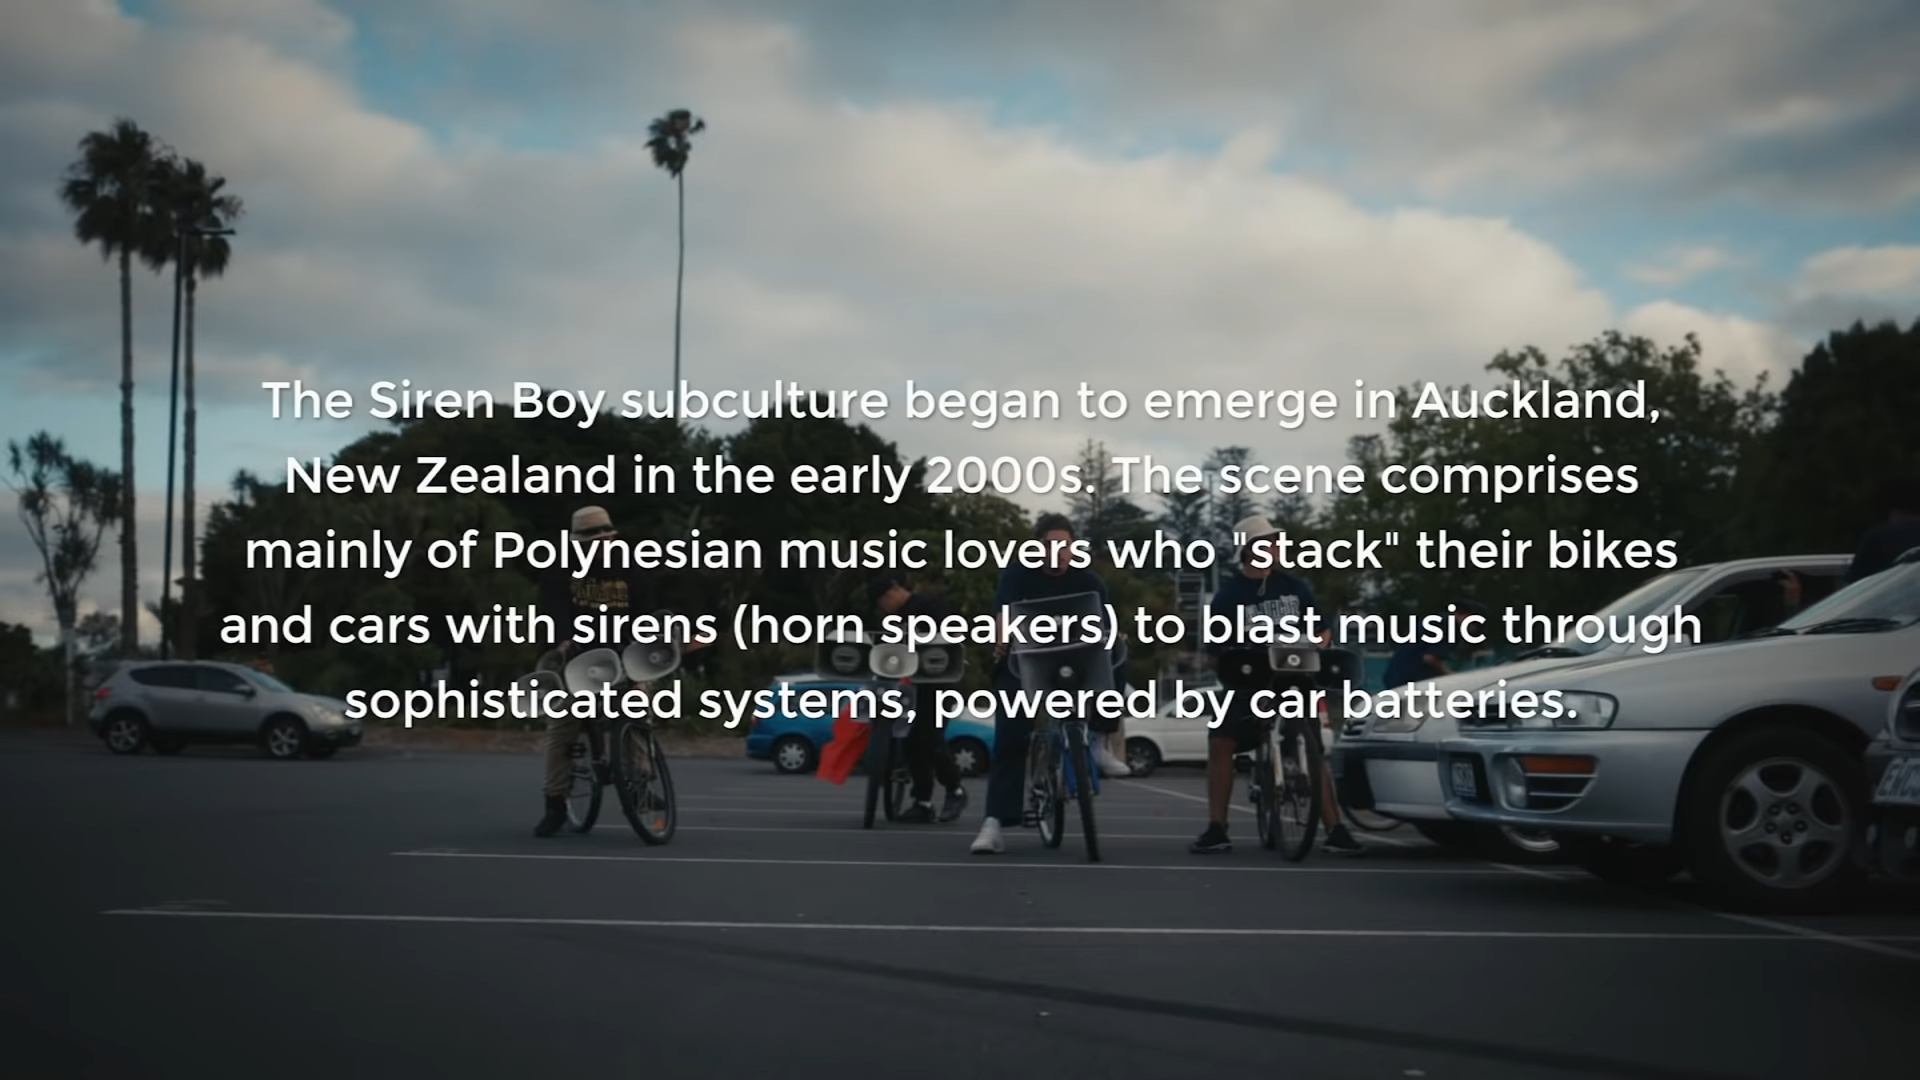 The Siren Boy subculture began to emerge in Auckland,
New Zealand in the early 2000s. The scene comprises
mainly of Polynesian music lovers who "stack" their bikes
and cars with sirens (horn speakers) to blast music through
sophisticated systems, powered by car batteries.